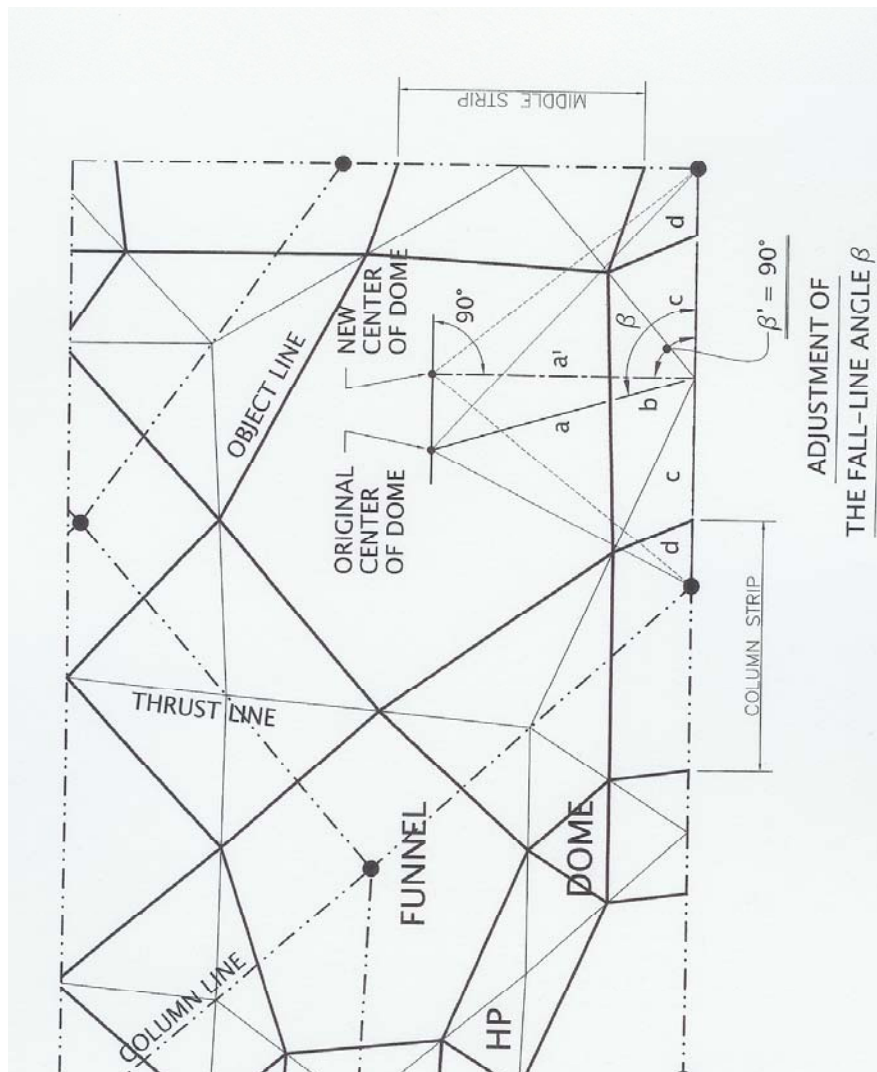 MIDDLE STRIP
OBJECT LINE
NEW
CENTER
OF DOME
90°
a'
β
d
c
β' = 90°
a
b
c
d
ORIGINAL
CENTER
OF DOME
ADJUSTMENT OF
THE FALL-LINE ANGLE β
COLUMN STRIP
THRUST LINE
FUNNEL
DOME
COLUMN LINE
HP